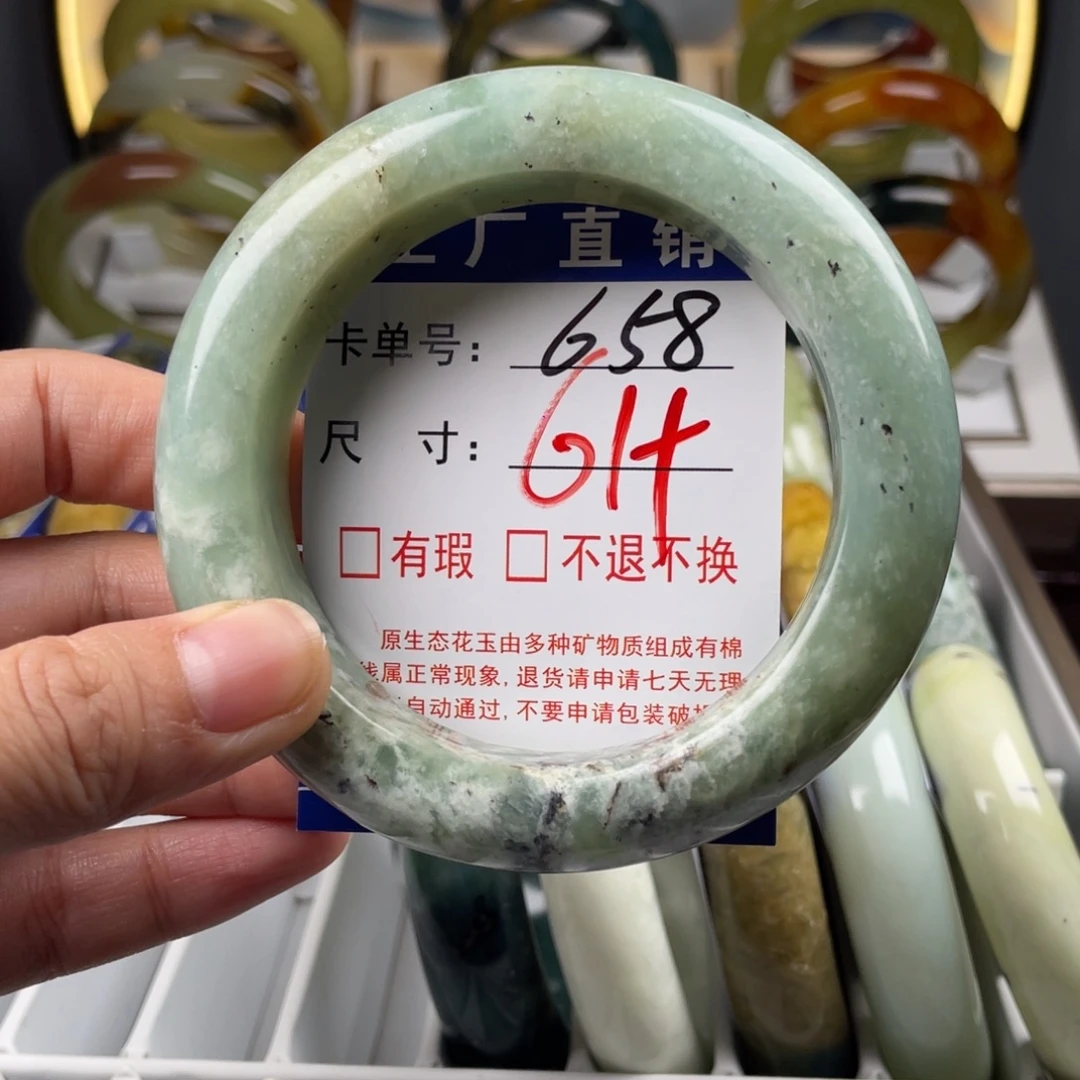 厂直销
卡单号: 658
尺 寸: 614
□有瑕 □不退不换
原生态花玉由多种矿物质组成有棉
线属正常现象, 退货请申请七天无理
自动通过, 不要申请包装破